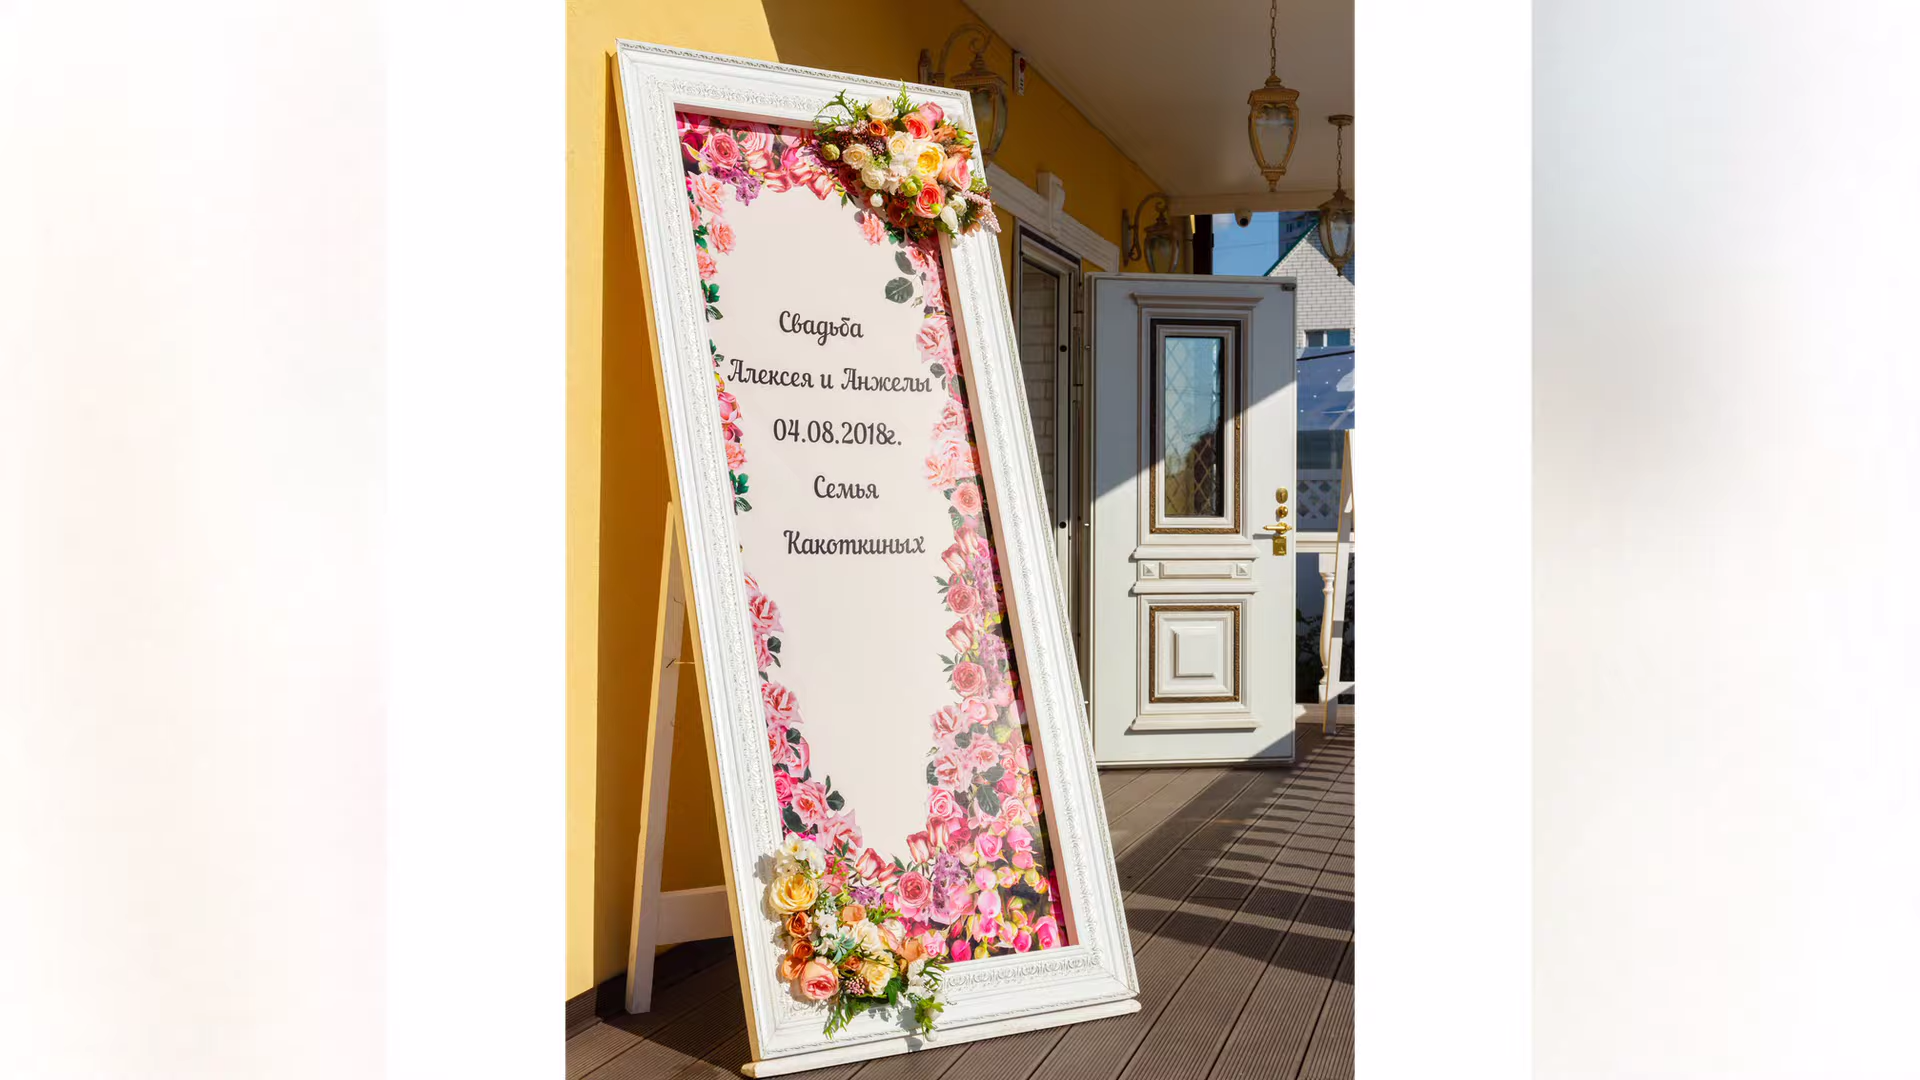 Свадьба
Алексея и Анжелы
04.08.2018г.
Семья
Какоткиных